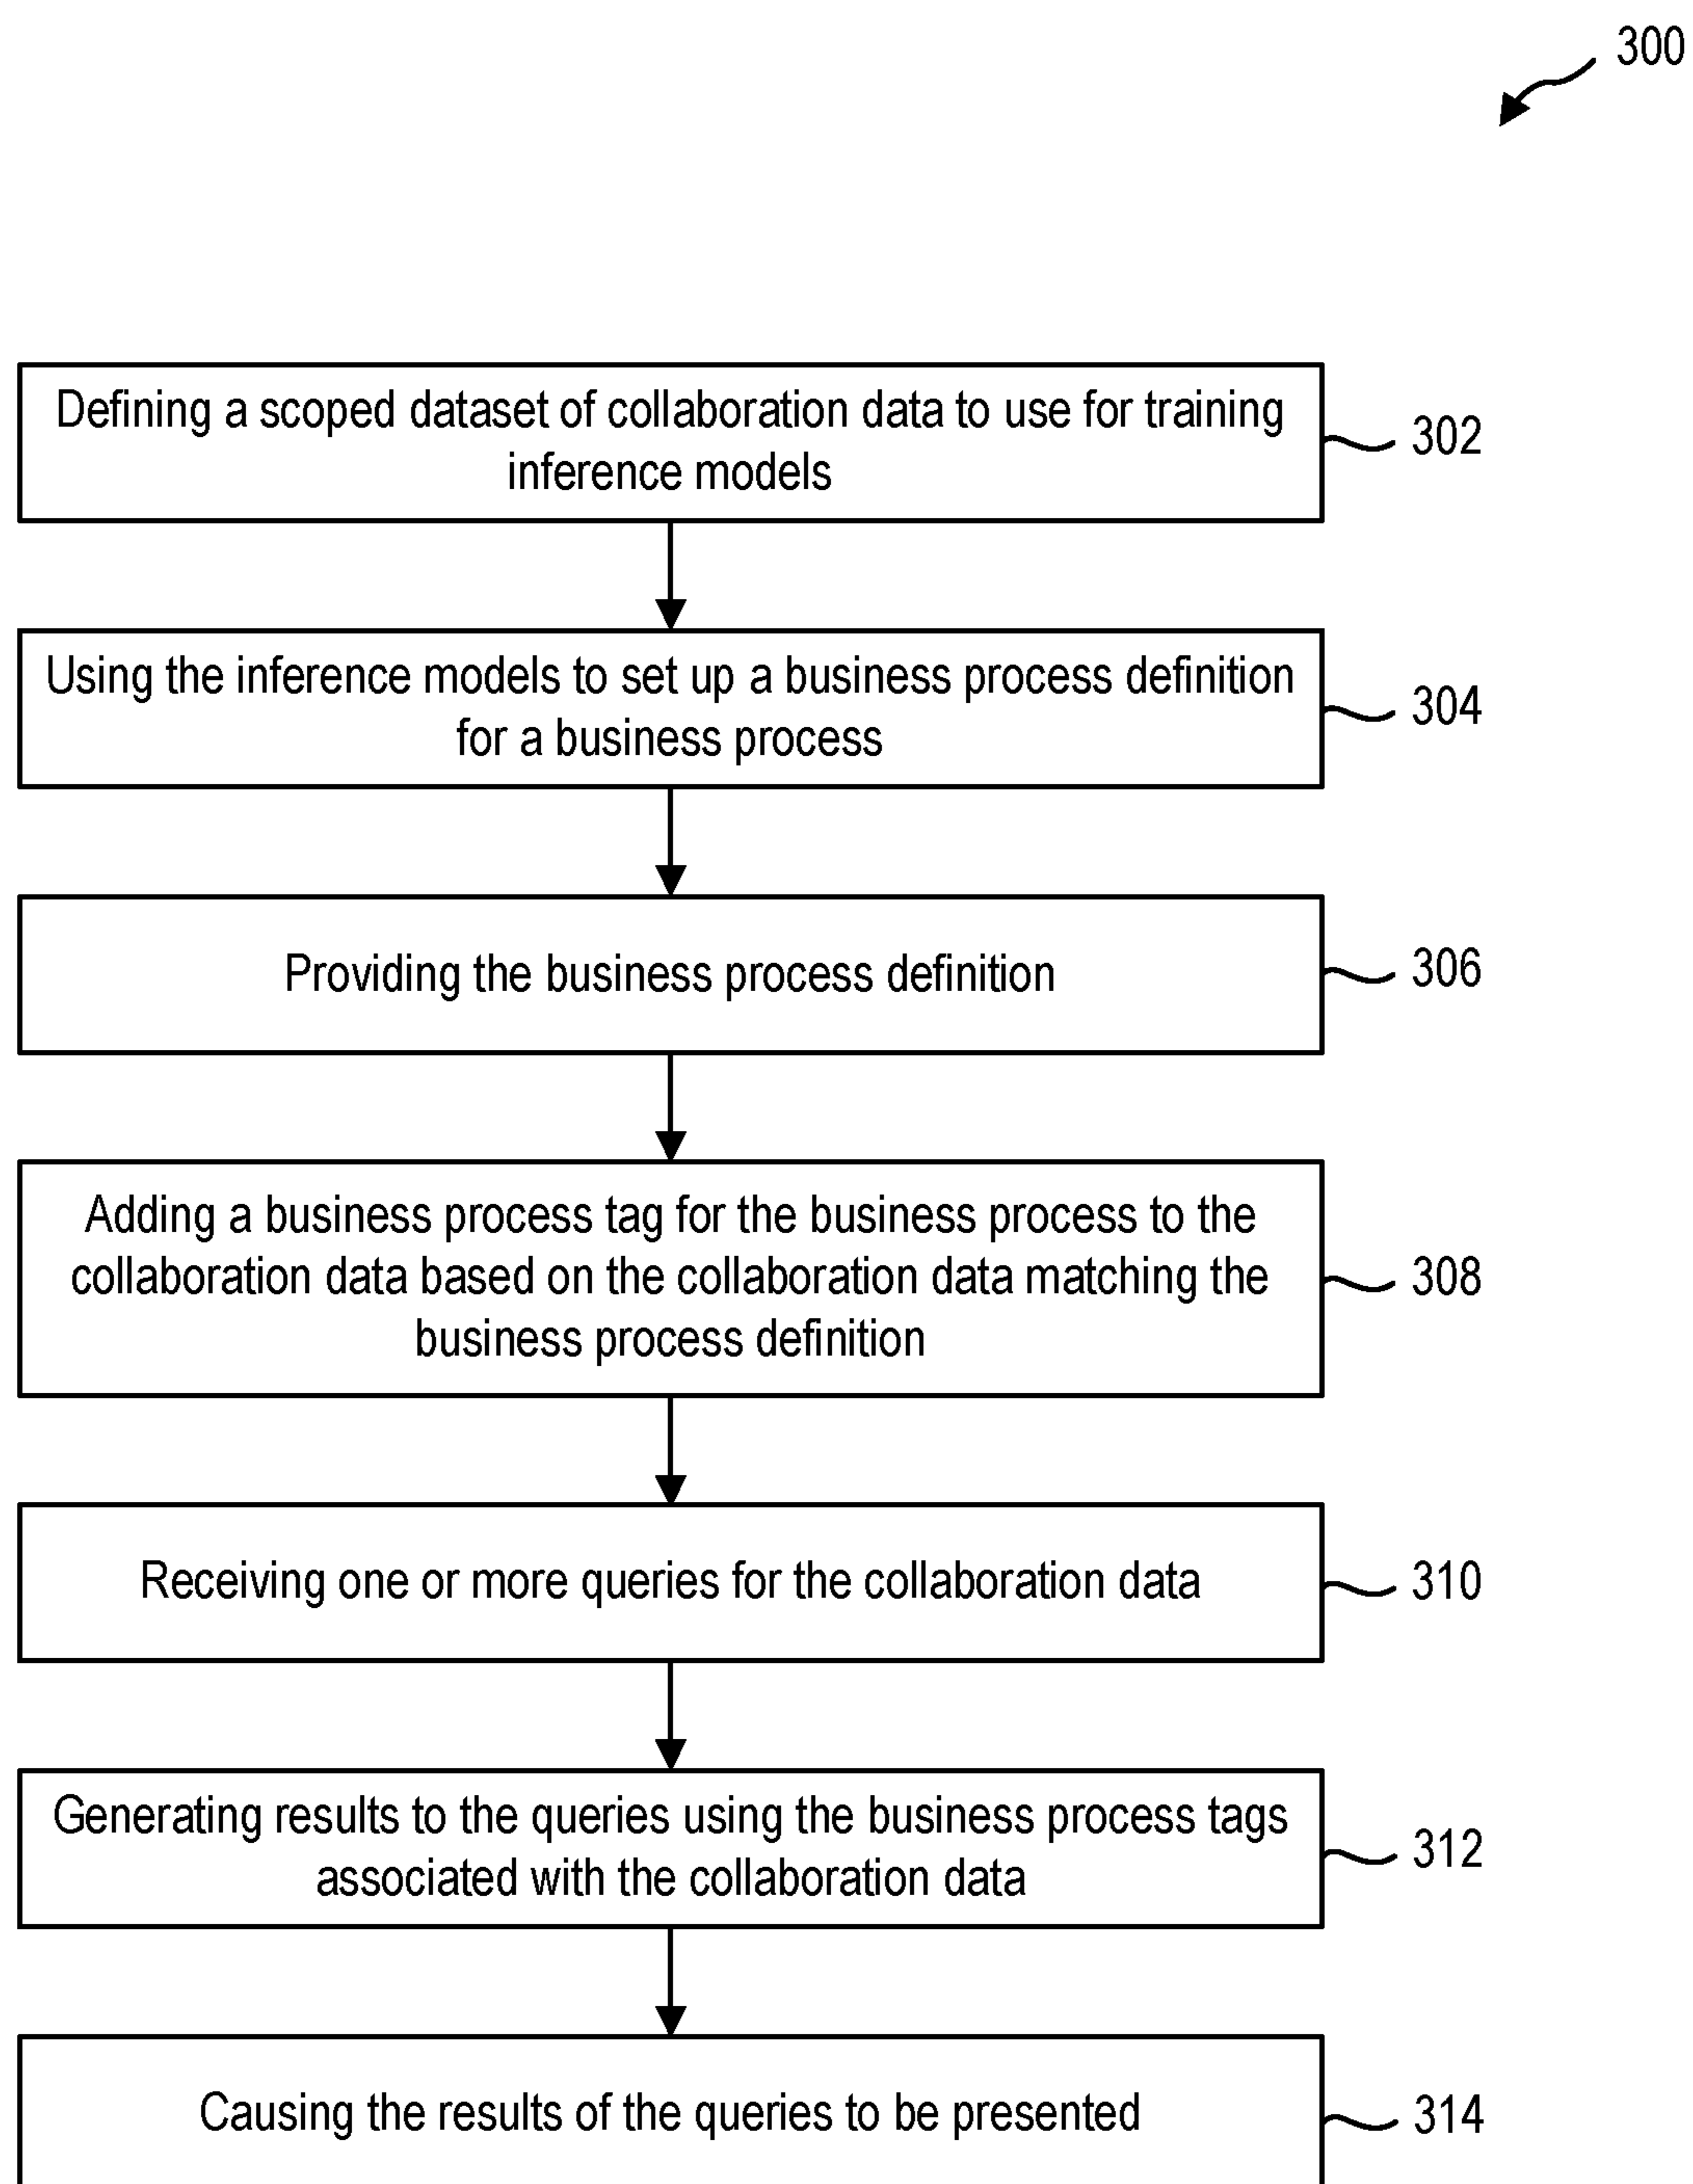 300
Defining a scoped dataset of collaboration data to use for training
inference models
302
Using the inference models to set up a business process definition
for a business process
304
Providing the business process definition
306
Adding a business process tag for the business process to the
collaboration data based on the collaboration data matching the
business process definition
308
Receiving one or more queries for the collaboration data
310
Generating results to the queries using the business process tags
associated with the collaboration data
312
Causing the results of the queries to be presented
314